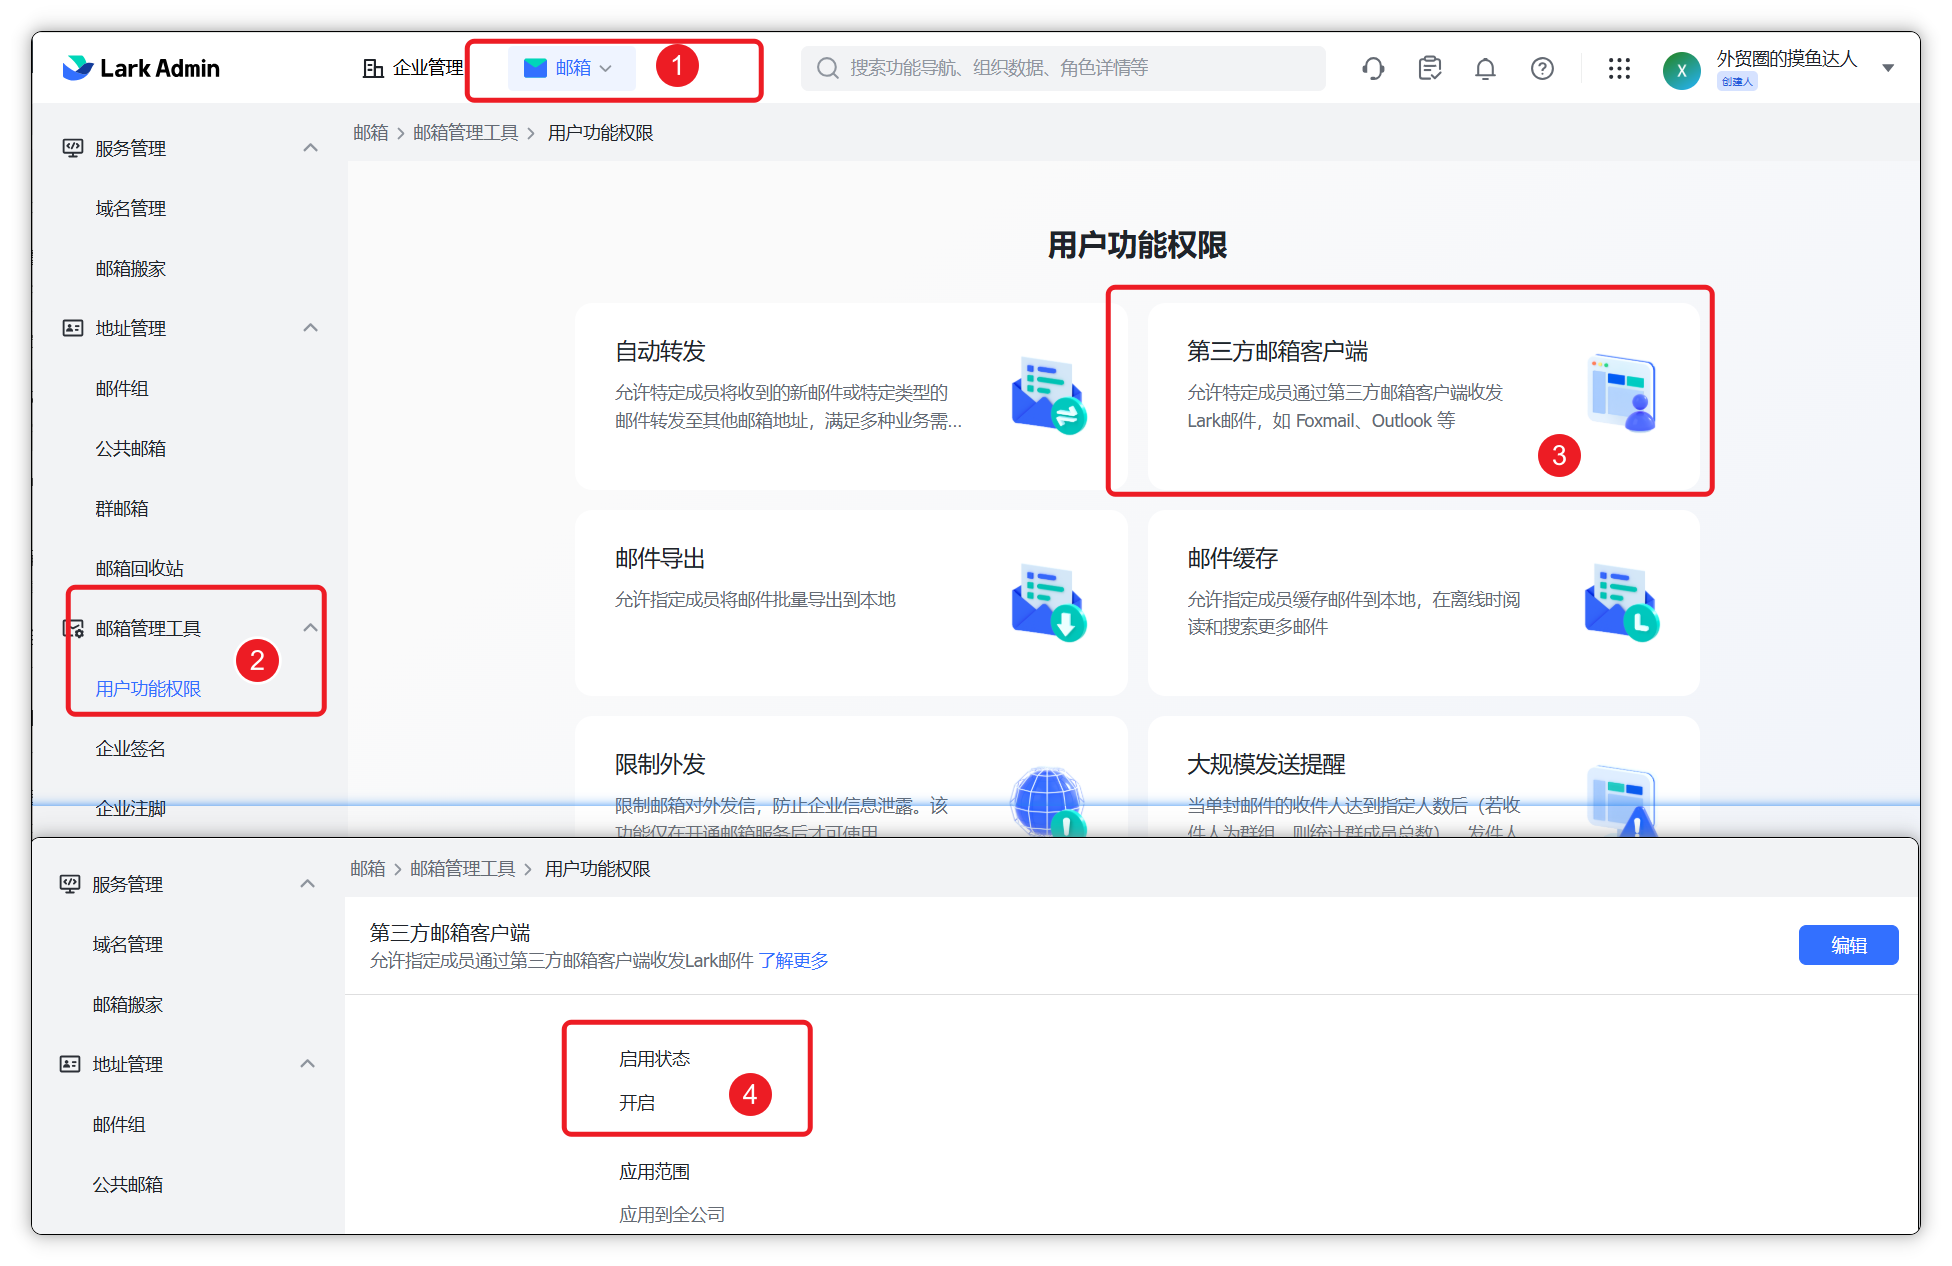 Lark Admin
企业管理
邮箱
1
搜索功能导航、组织数据、角色详情等
X
外贸圈的摸鱼达人
创建人
服务管理
域名管理
邮箱搬家
地址管理
邮件组
公共邮箱
群邮箱
邮箱回收站
邮箱管理工具
2
用户功能权限
企业签名
企业注脚
邮箱 > 邮箱管理工具 > 用户功能权限
用户功能权限
自动转发
允许特定成员将收到的新邮件或特定类型的
邮件转发至其他邮箱地址，满足多种业务需...
第三方邮箱客户端
允许特定成员通过第三方邮箱客户端收发
Lark邮件，如 Foxmail、Outlook 等
3
邮件导出
允许指定成员将邮件批量导出到本地
邮件缓存
允许指定成员缓存邮件到本地，在离线时阅
读和搜索更多邮件
限制外发
限制邮箱对外发信，防止企业信息泄露。该
功能仅在开通邮箱服务后才可使用
大规模发送提醒
当单封邮件的收件人达到指定人数后（若收
件人为群组，则统计群成员总数），发件人
服务管理
域名管理
邮箱搬家
地址管理
邮件组
公共邮箱
邮箱 > 邮箱管理工具 > 用户功能权限
第三方邮箱客户端
允许指定成员通过第三方邮箱客户端收发Lark邮件 了解更多
编辑
启用状态
开启
4
应用范围
应用到全公司